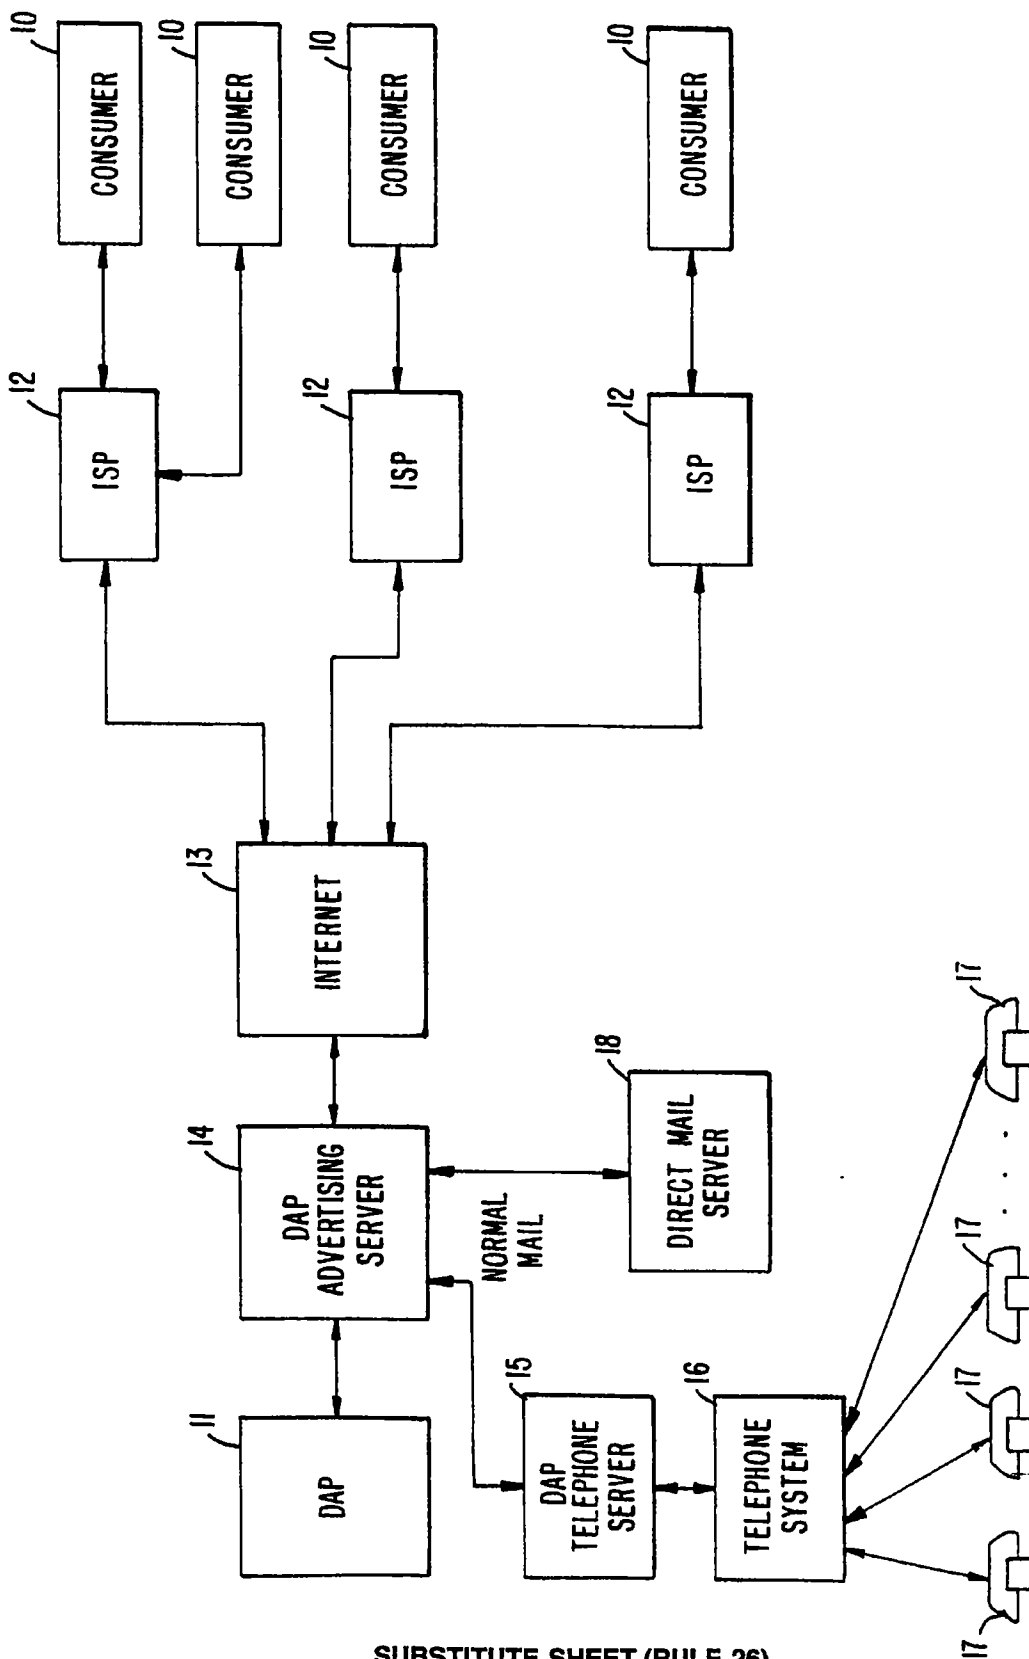 10
CONSUMER
10
CONSUMER
10
CONSUMER
10
CONSUMER
12
ISP
12
ISP
12
ISP
13
INTERNET
14
DAP
ADVERTISING
SERVER
NORMAL
MAIL
18
DIRECT MAIL
SERVER
11
DAP
15
DAP
TELEPHONE
SERVER
16
TELEPHONE
SYSTEM
17
17
17
17
SUBSTITUTE SHEET (RULE 26)